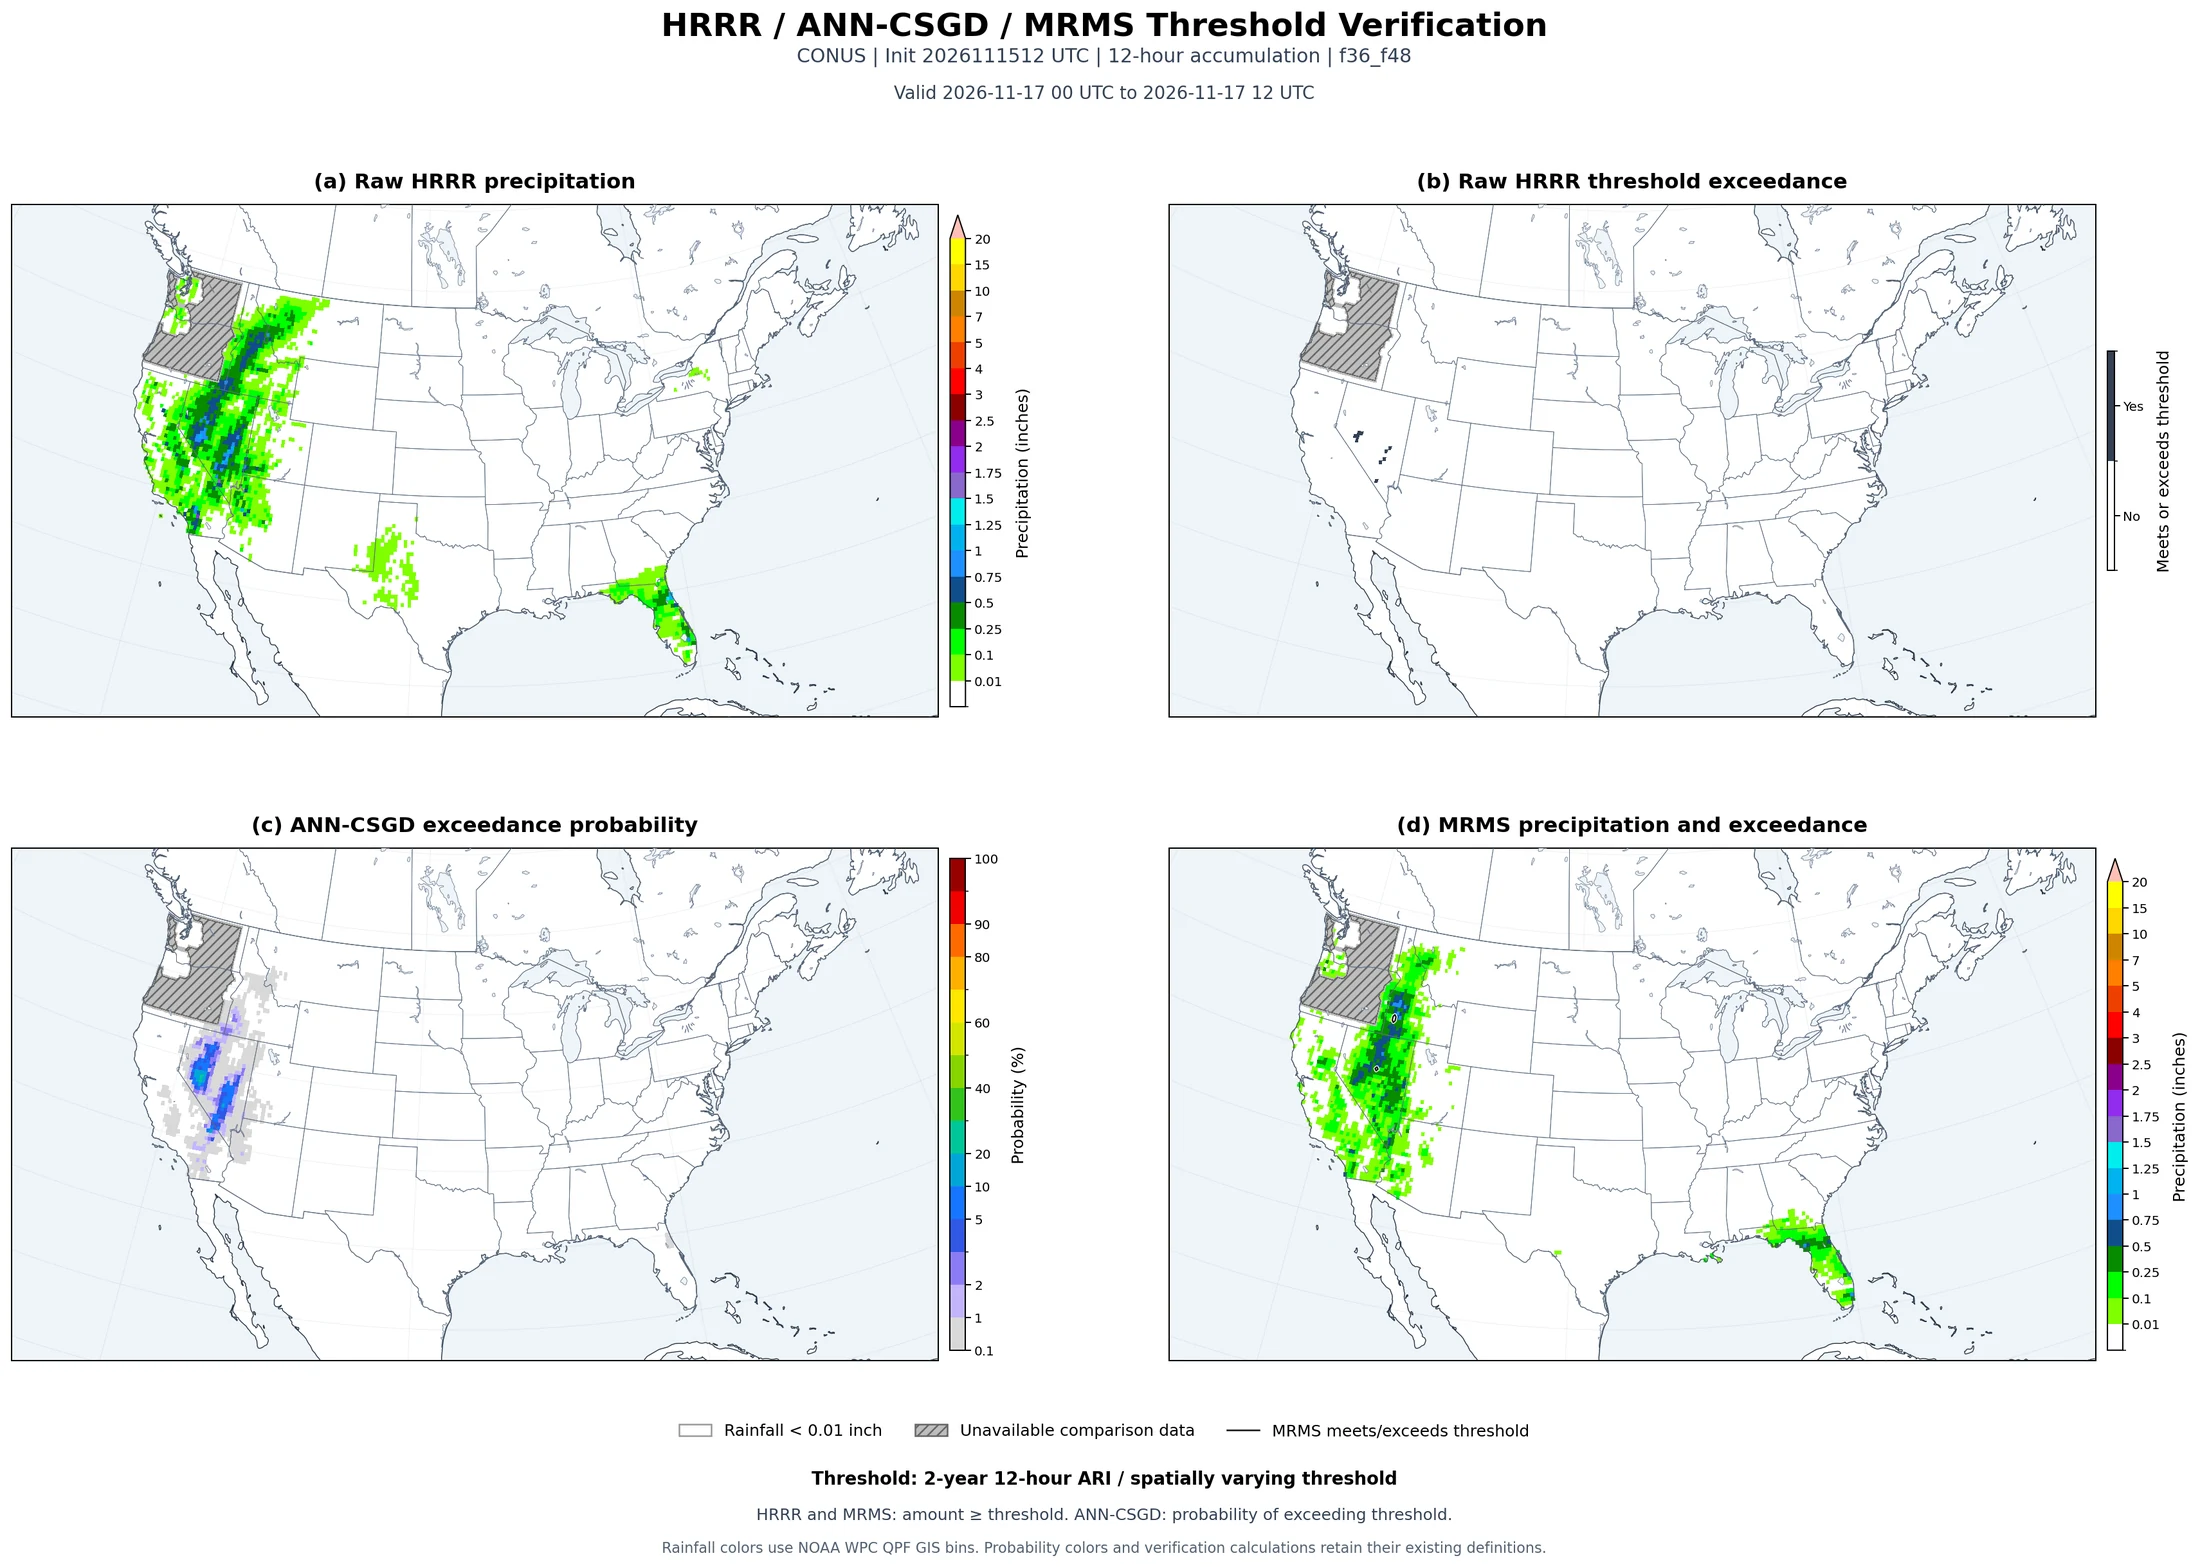 HRRR / ANN-CSGD / MRMS Threshold Verification
CONUS | Init 2026111512 UTC | 12-hour accumulation | f36_f48
Valid 2026-11-17 00 UTC to 2026-11-17 12 UTC
(a) Raw HRRR precipitation
20
15
10
7
5
4
3
2.5
2
1.75
1.5
1.25
1
0.75
0.5
0.25
0.1
0.01
Precipitation (inches)
(b) Raw HRRR threshold exceedance
Yes
No
Meets or exceeds threshold
(c) ANN-CSGD exceedance probability
100
90
80
60
40
20
10
5
2
1
0.1
Probability (%)
(d) MRMS precipitation and exceedance
20
15
10
7
5
4
3
2.5
2
1.75
1.5
1.25
1
0.75
0.5
0.25
0.1
0.01
Precipitation (inches)
Rainfall < 0.01 inch
Unavailable comparison data
MRMS meets/exceeds threshold
Threshold: 2-year 12-hour ARI / spatially varying threshold
HRRR and MRMS: amount ≥ threshold. ANN-CSGD: probability of exceeding threshold.
Rainfall colors use NOAA WPC QPF GIS bins. Probability colors and verification calculations retain their existing definitions.